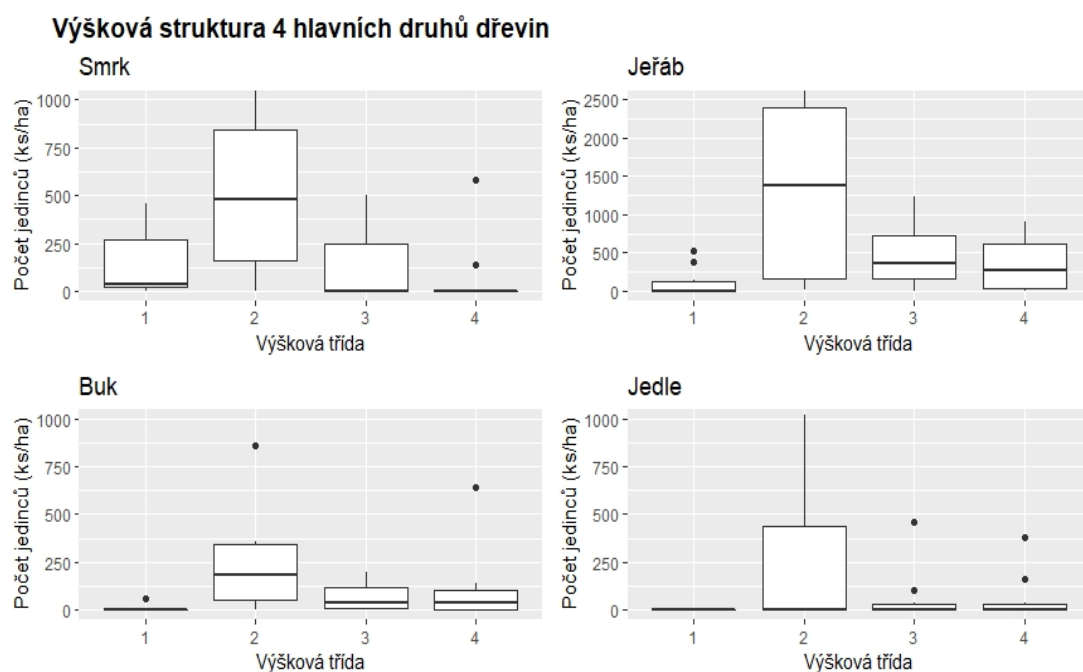 Výšková struktura 4 hlavních druhů dřevin
Smrk
Počet jedinců (ks/ha)
1000
750
500
250
0
1 2 3 4
Výšková třída
Jeřáb
Počet jedinců (ks/ha)
2500
2000
1500
1000
500
0
1 2 3 4
Výšková třída
Buk
Počet jedinců (ks/ha)
1000
750
500
250
0
1 2 3 4
Výšková třída
Jedle
Počet jedinců (ks/ha)
1000
750
500
250
0
1 2 3 4
Výšková třída